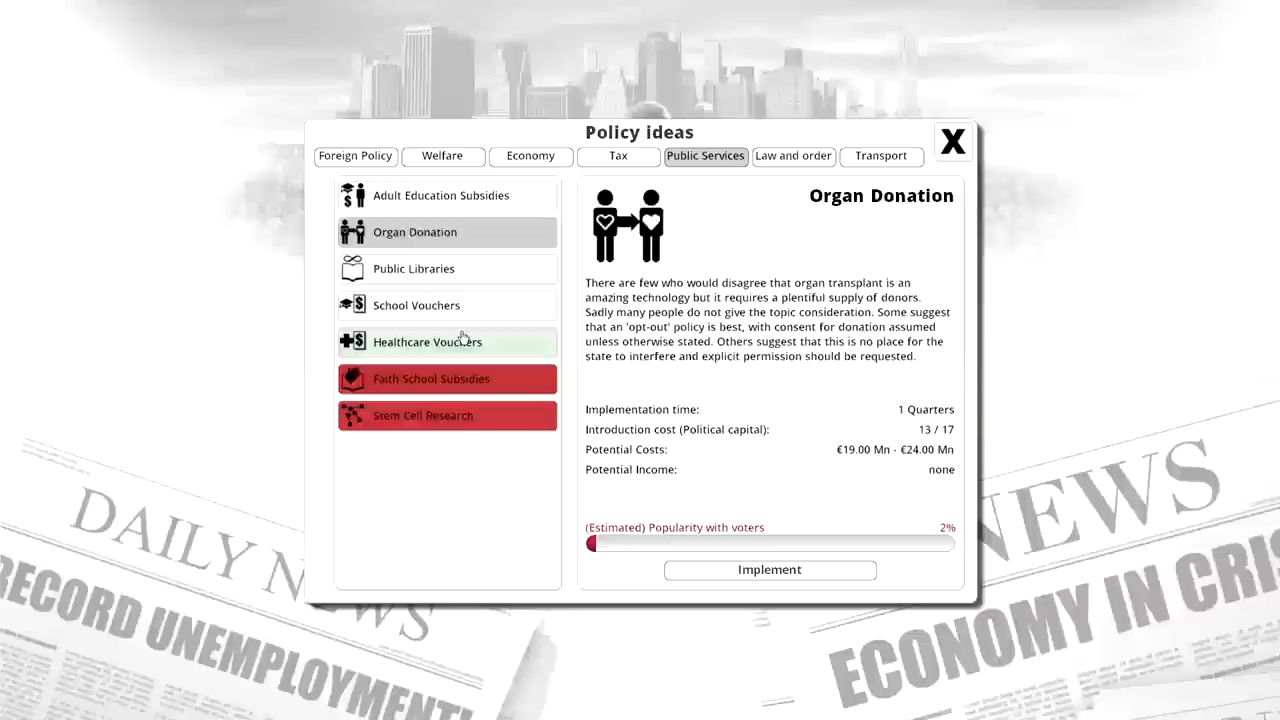 Policy ideas
X
Foreign Policy
Welfare
Economy
Tax
Public Services
Law and order
Transport
Adult Education Subsidies
Organ Donation
Public Libraries
School Vouchers
Healthcare Vouchers
Faith School Subsidies
Stem Cell Research
Organ Donation
There are few who would disagree that organ transplant is an
amazing technology but it requires a plentiful supply of donors.
Sadly many people do not give the topic consideration. Some suggest
that an 'opt-out' policy is best, with consent for donation assumed
unless otherwise stated. Others suggest that this is no place for the
state to interfere and explicit permission should be requested.
Implementation time: 1 Quarters
Introduction cost (Political capital): 13 / 17
Potential Costs: €19.00 Mn - €24.00 Mn
Potential Income: none
(Estimated) Popularity with voters 2%
Implement
DAILY NEWS
RECORD UNEMPLOYMENT
NEWS
ECONOMY IN CRIS